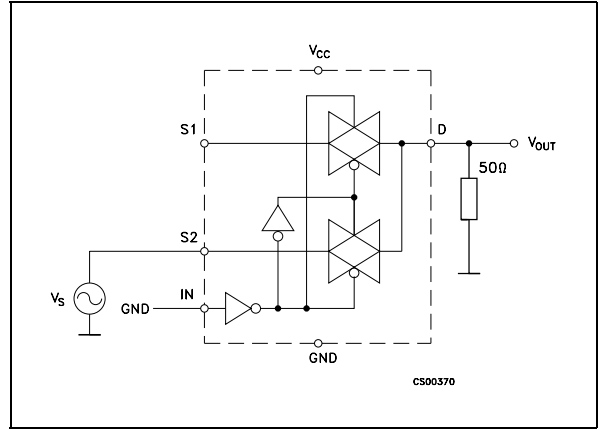 VCC
S1
D
VOUT
50Ω
S2
VS
IN
GND
GND
CS00370